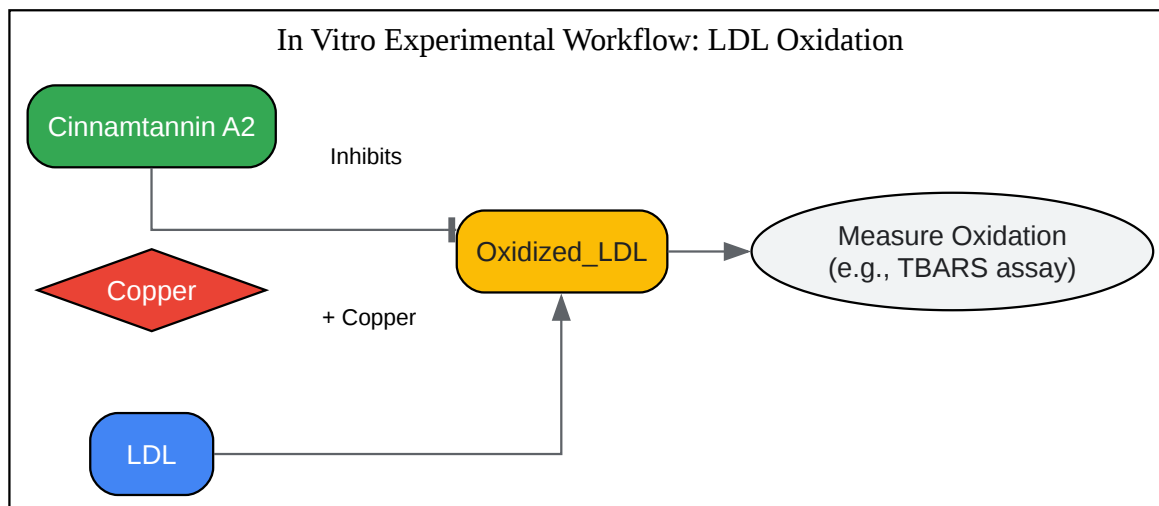 In Vitro Experimental Workflow: LDL Oxidation
Cinnamtannin A2
Inhibits
Oxidized_LDL
Measure Oxidation
(e.g., TBARS assay)
Copper
+ Copper
LDL